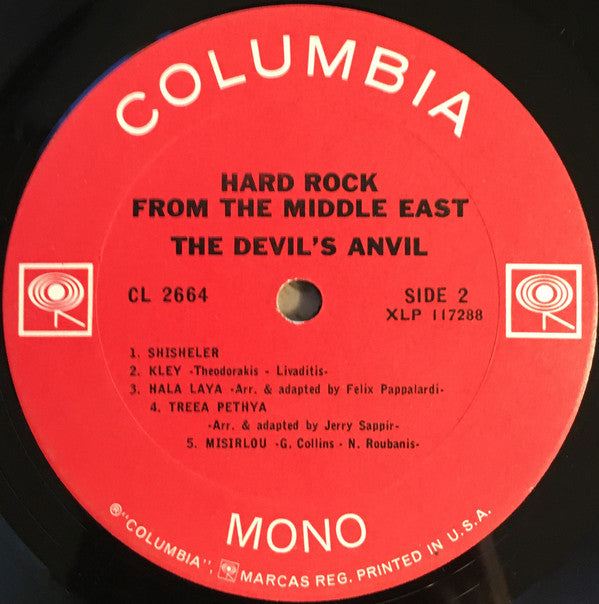 COLUMBIA
HARD ROCK
FROM THE MIDDLE EAST
THE DEVIL'S ANVIL
CL 2664
SIDE 2
XLP 117288
1. SHISHELER
2. KLEY -Theodorakis - Livaditis-
3. HALA LAYA -Arr. & adapted by Felix Pappalardi-
4. TREEA PETHYA
-Arr. & adapted by Jerry Sappir-
5. MISIRLOU -G. Collins - N. Roubanis-
MONO
®"COLUMBIA", MARCAS REG. PRINTED IN U.S.A.